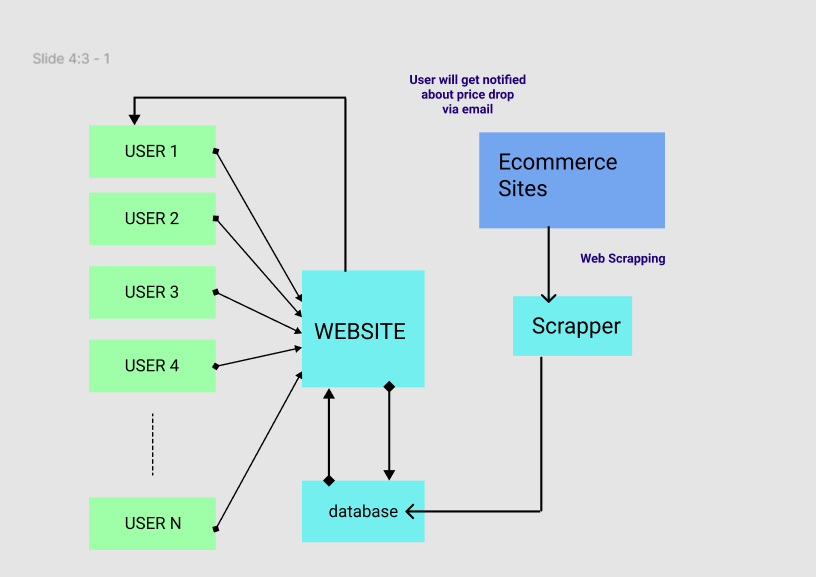 Slide 4:3 - 1
User will get notified
about price drop
via email
USER 1
Ecommerce
Sites
USER 2
Web Scrapping
USER 3
WEBSITE
Scrapper
USER 4
database
USER N